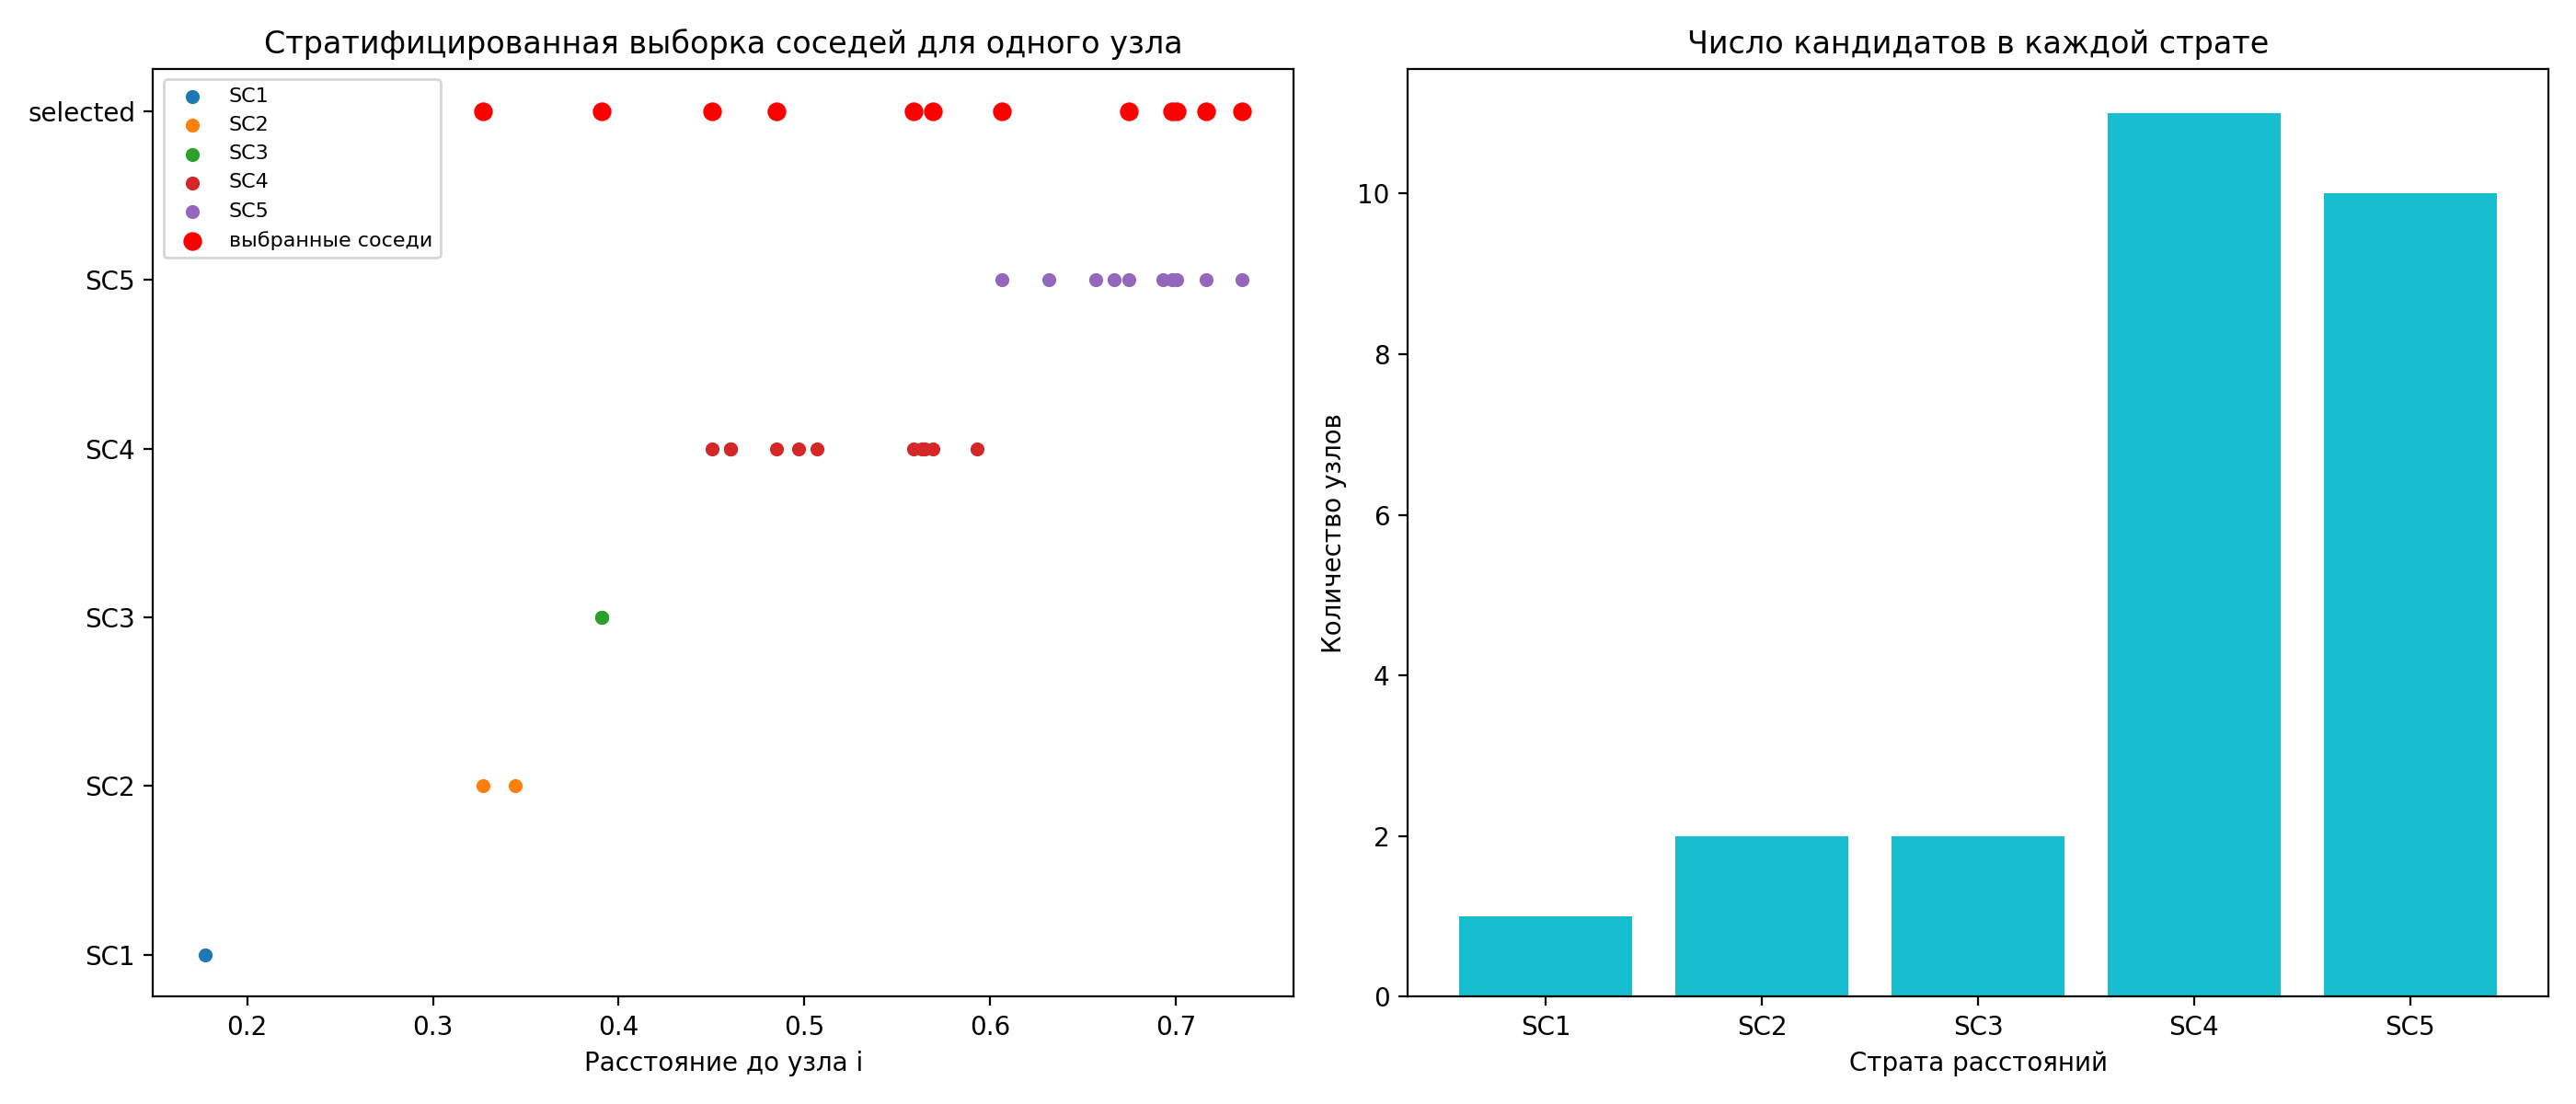 Стратифицированная выборка соседей для одного узла
selected
SC5
SC4
SC3
SC2
SC1
SC1
SC2
SC3
SC4
SC5
выбранные соседи
0.2 0.3 0.4 0.5 0.6 0.7
Расстояние до узла i
Число кандидатов в каждой страте
Количество узлов
10
8
6
4
2
0
SC1 SC2 SC3 SC4 SC5
Страта расстояний